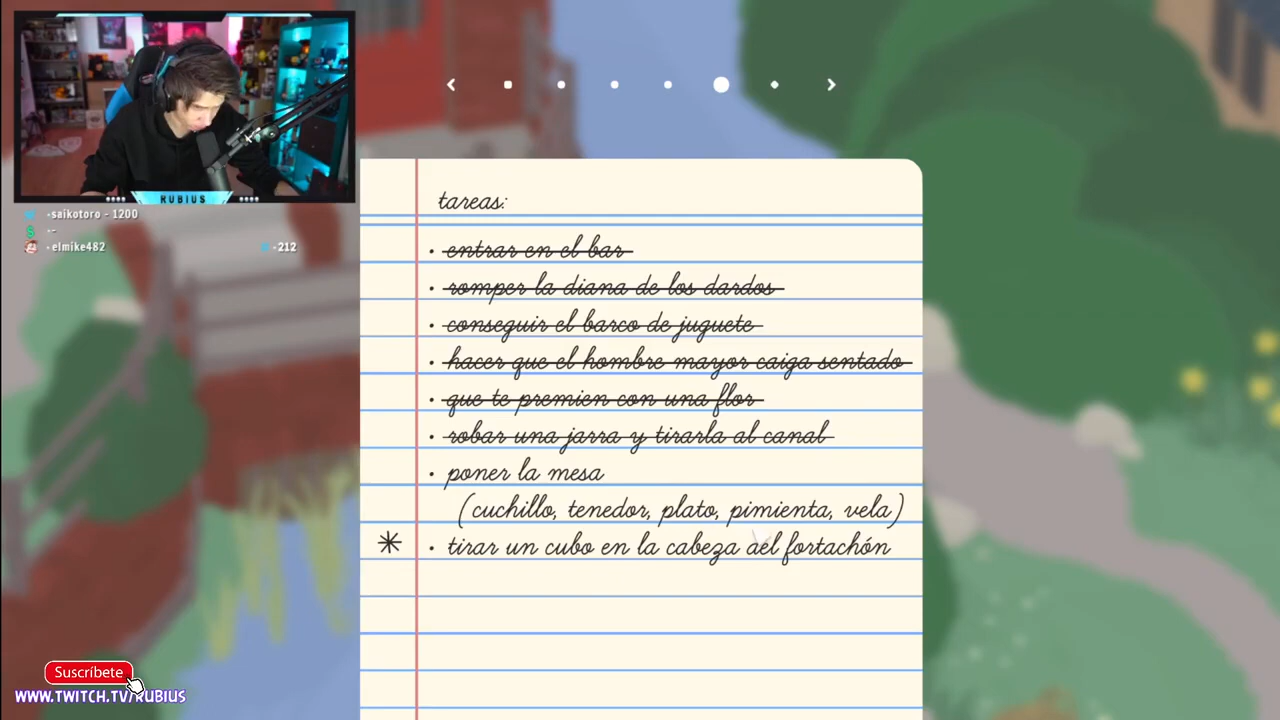 RUBIUS
-saikotoro - 1200
--
-elmike482 -212
tareas:
• entrar en el bar
• romper la diana de los dardos
• conseguir el barco de juguete
• hacer que el hombre mayor caiga sentado
• que te premien con una flor
• robar una jarra y tirarla al canal
• poner la mesa
(cuchillo, tenedor, plato, pimienta, vela)
• tirar un cubo en la cabeza del fortachón
Suscríbete
WWW.TWITCH.TV/RUBIUS